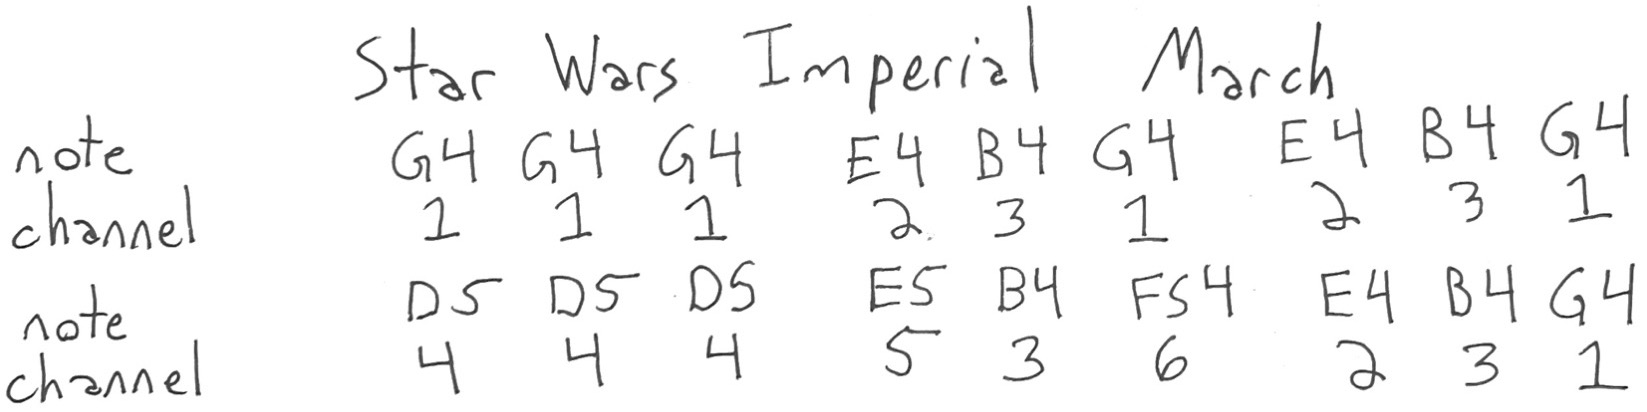 Star Wars Imperial March
note G4 G4 G4 E4 B4 G4 E4 B4 G4
channel 1 1 1 2 3 1 2 3 1
note D5 D5 D5 E5 B4 FS4 E4 B4 G4
channel 4 4 4 5 3 6 2 3 1